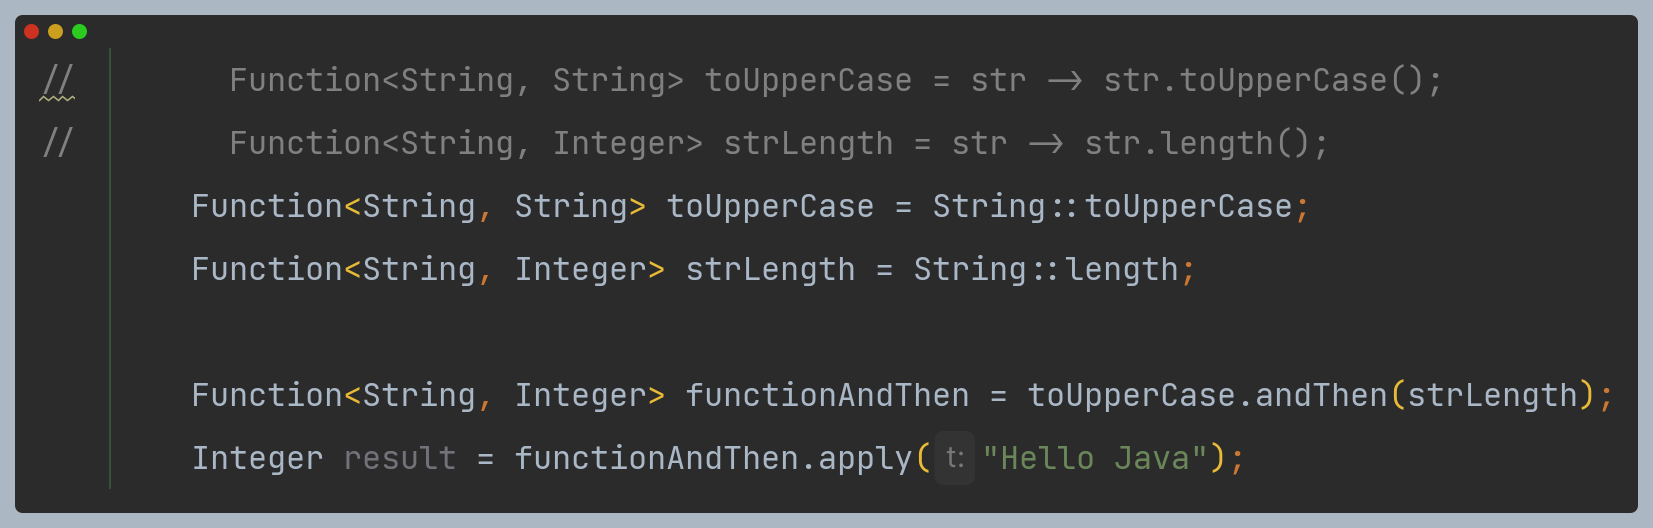 //        Function<String, String> toUpperCase = str -> str.toUpperCase();
//        Function<String, Integer> strLength = str -> str.length();
        Function<String, String> toUpperCase = String::toUpperCase;
        Function<String, Integer> strLength = String::length;

        Function<String, Integer> functionAndThen = toUpperCase.andThen(strLength);
        Integer result = functionAndThen.apply( t: "Hello Java");